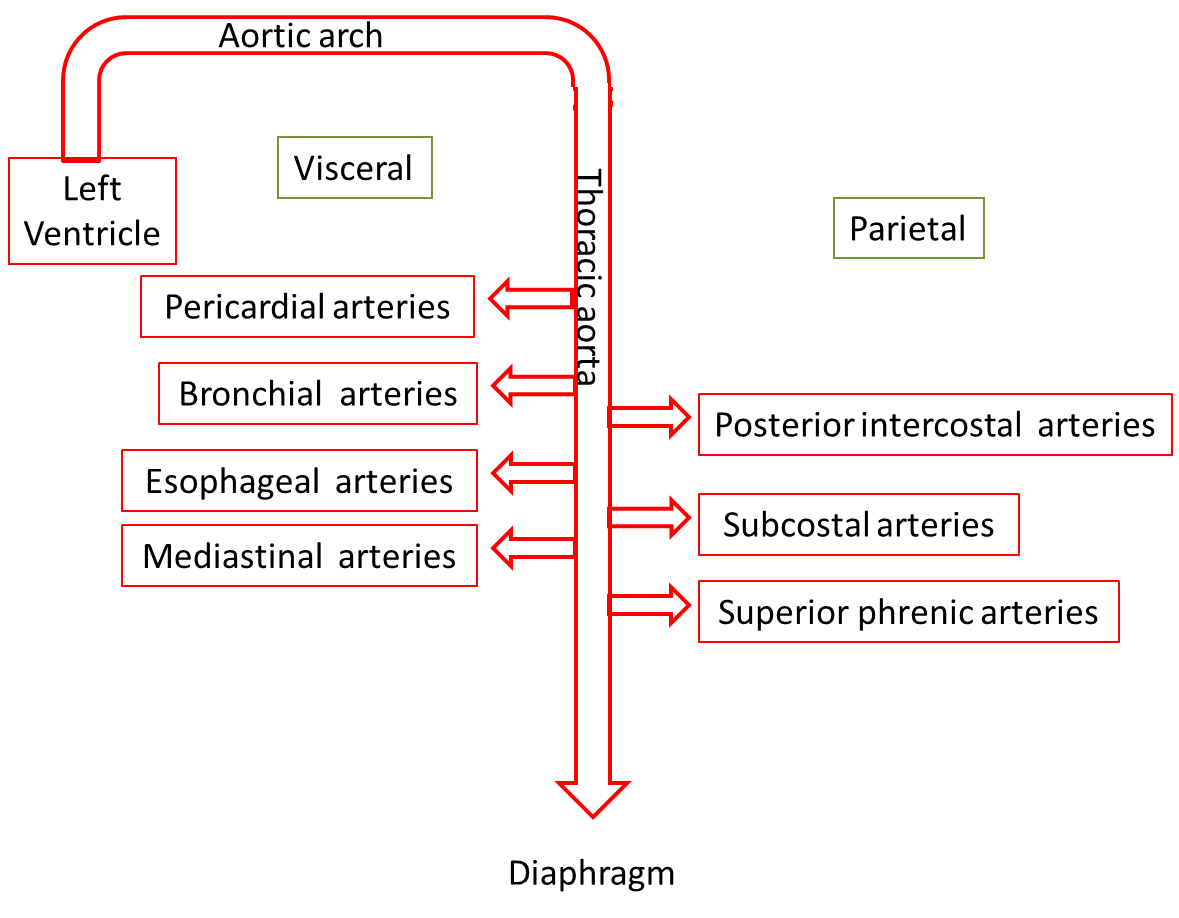 Aortic arch
Left
Ventricle
Visceral
Parietal
Thoracic aorta
Pericardial arteries
Bronchial arteries
Esophageal arteries
Mediastinal arteries
Posterior intercostal arteries
Subcostal arteries
Superior phrenic arteries
Diaphragm